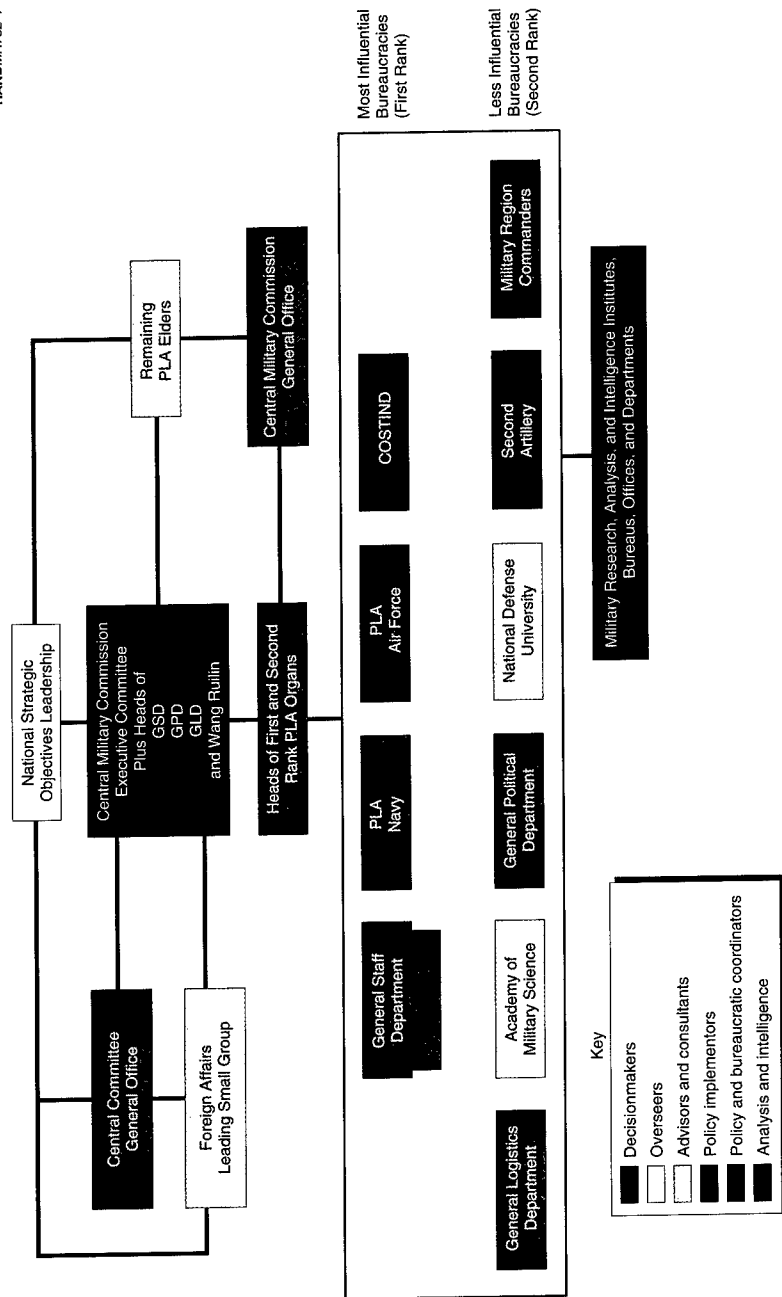 National Strategic
Objectives Leadership
Central Committee
General Office
Foreign Affairs
Leading Small Group
Central Military Commission
Executive Committee
Plus Heads of
GSD
GPD
GLD
and Wang Ruilin
Remaining
PLA Elders
Heads of First and Second
Rank PLA Organs
Central Military Commission
General Office
Most Influential
Bureaucracies
(First Rank)
General Staff
Department
PLA
Navy
PLA
Air Force
COSTIND
Less Influential
Bureaucracies
(Second Rank)
General Logistics
Department
Academy of
Military Science
General Political
Department
National Defense
University
Second
Artillery
Military Region
Commanders
Military Research, Analysis, and Intelligence Institutes,
Bureaus, Offices, and Departments
Key
Decisionmakers
Overseers
Advisors and consultants
Policy implementors
Policy and bureaucratic coordinators
Analysis and intelligence